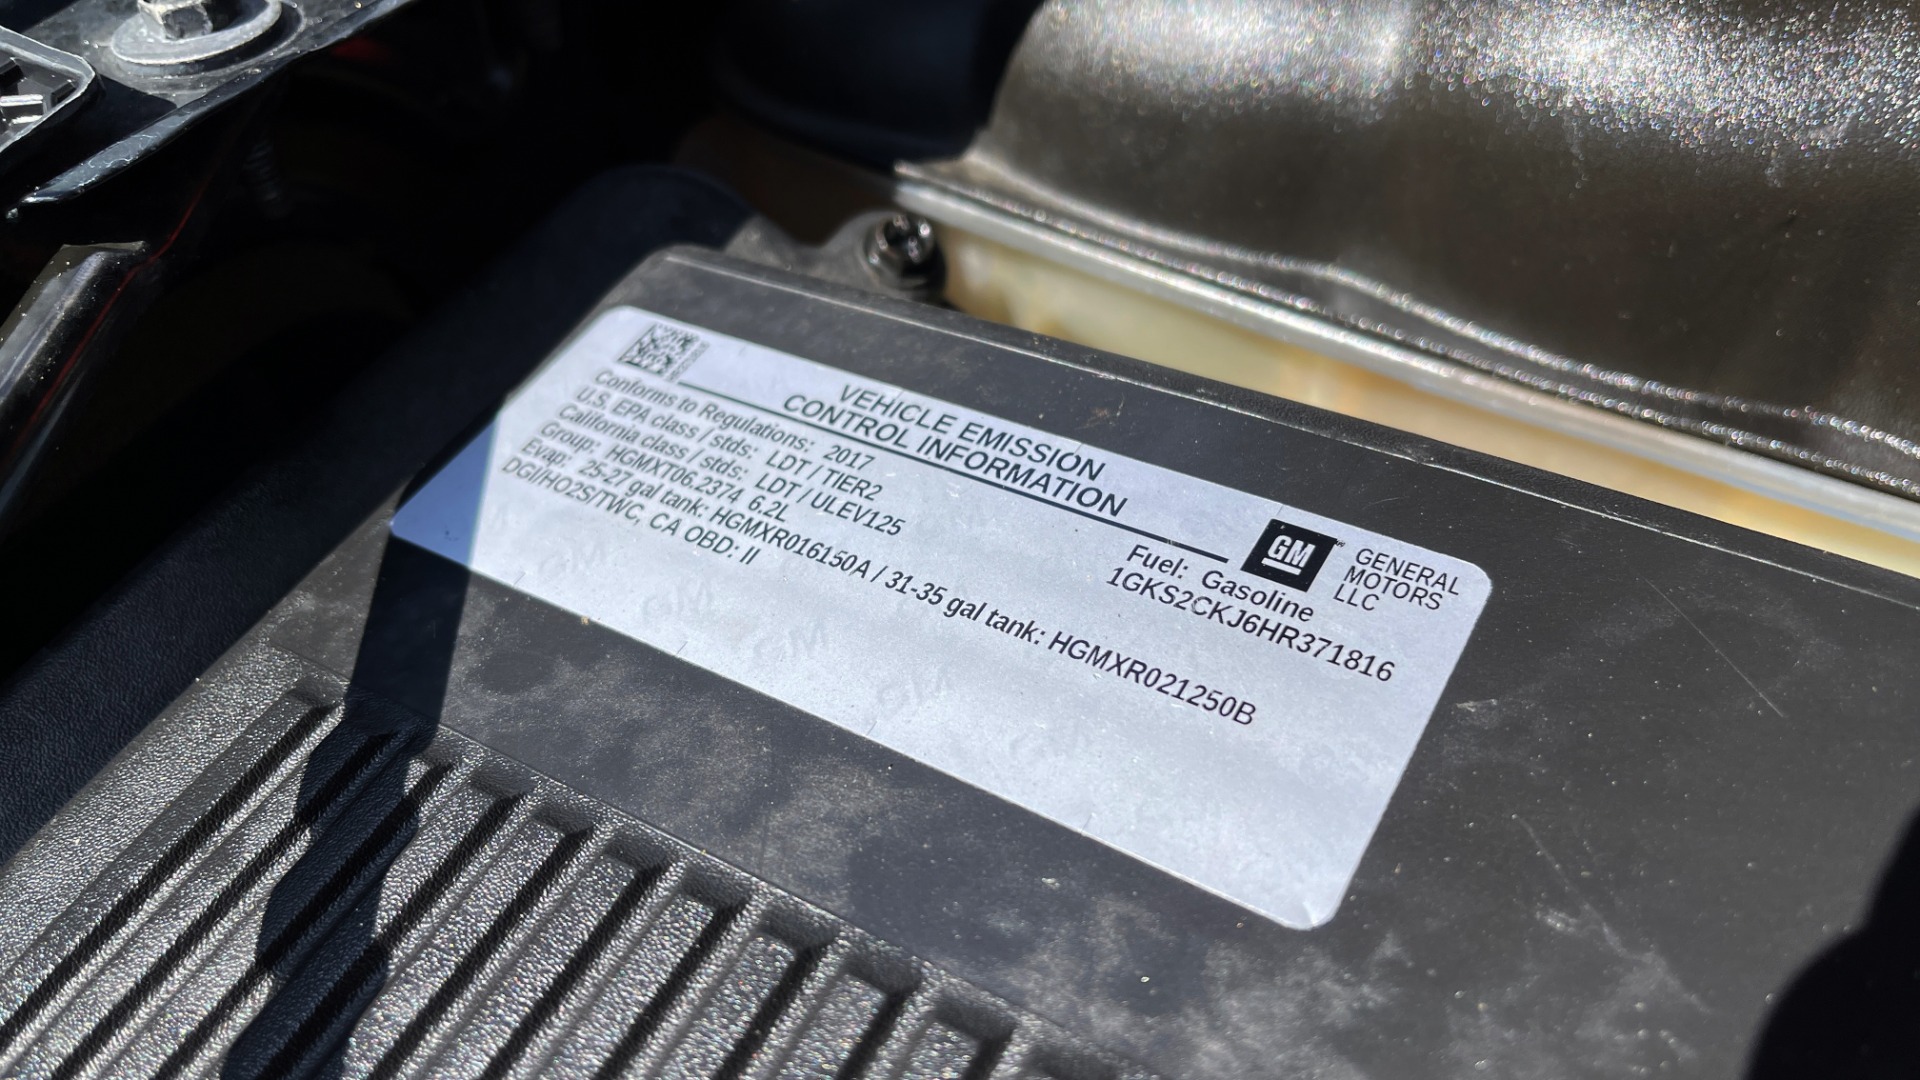 VEHICLE EMISSION
CONTROL INFORMATION
GM
GENERAL
MOTORS
LLC
Conforms to Regulations: 2017
U.S. EPA class / stds: LDT / TIER2
California class / stds: LDT / ULEV125
Group: HGMXT06.2374 6.2L
Evap: 25-27 gal tank: HGMXR016150A / 31-35 gal tank: HGMXR021250B
DGI/HO2S/TWC, CA OBD: II
Fuel: Gasoline
1GKS2CKJ6HR371816